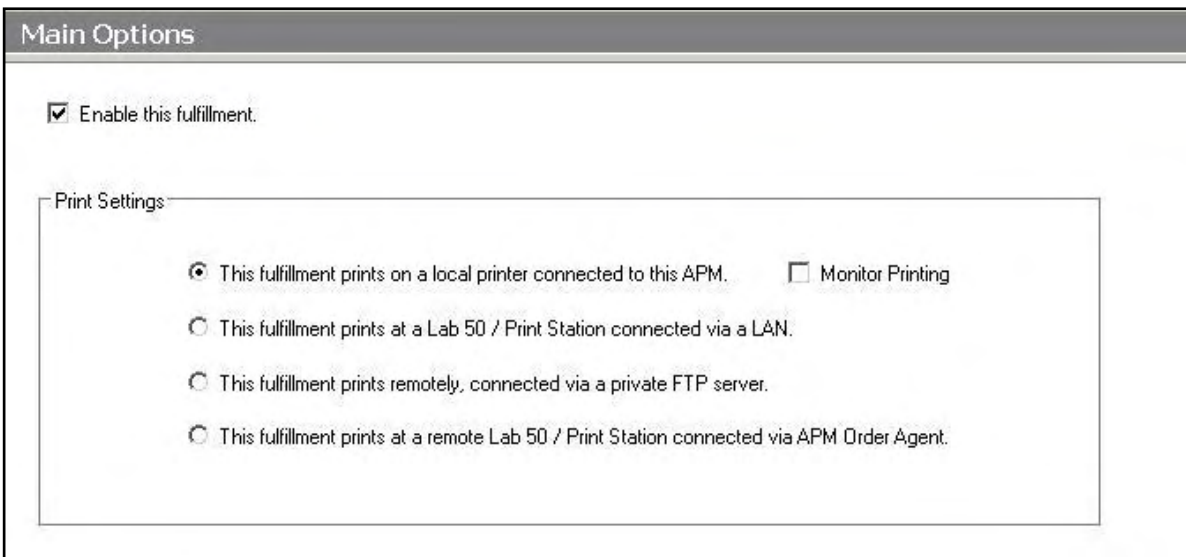 Main Options
Enable this fulfillment.
Print Settings
This fulfillment prints on a local printer connected to this APM. Monitor Printing
This fulfillment prints at a Lab 50 / Print Station connected via a LAN.
This fulfillment prints remotely, connected via a private FTP server.
This fulfillment prints at a remote Lab 50 / Print Station connected via APM Order Agent.